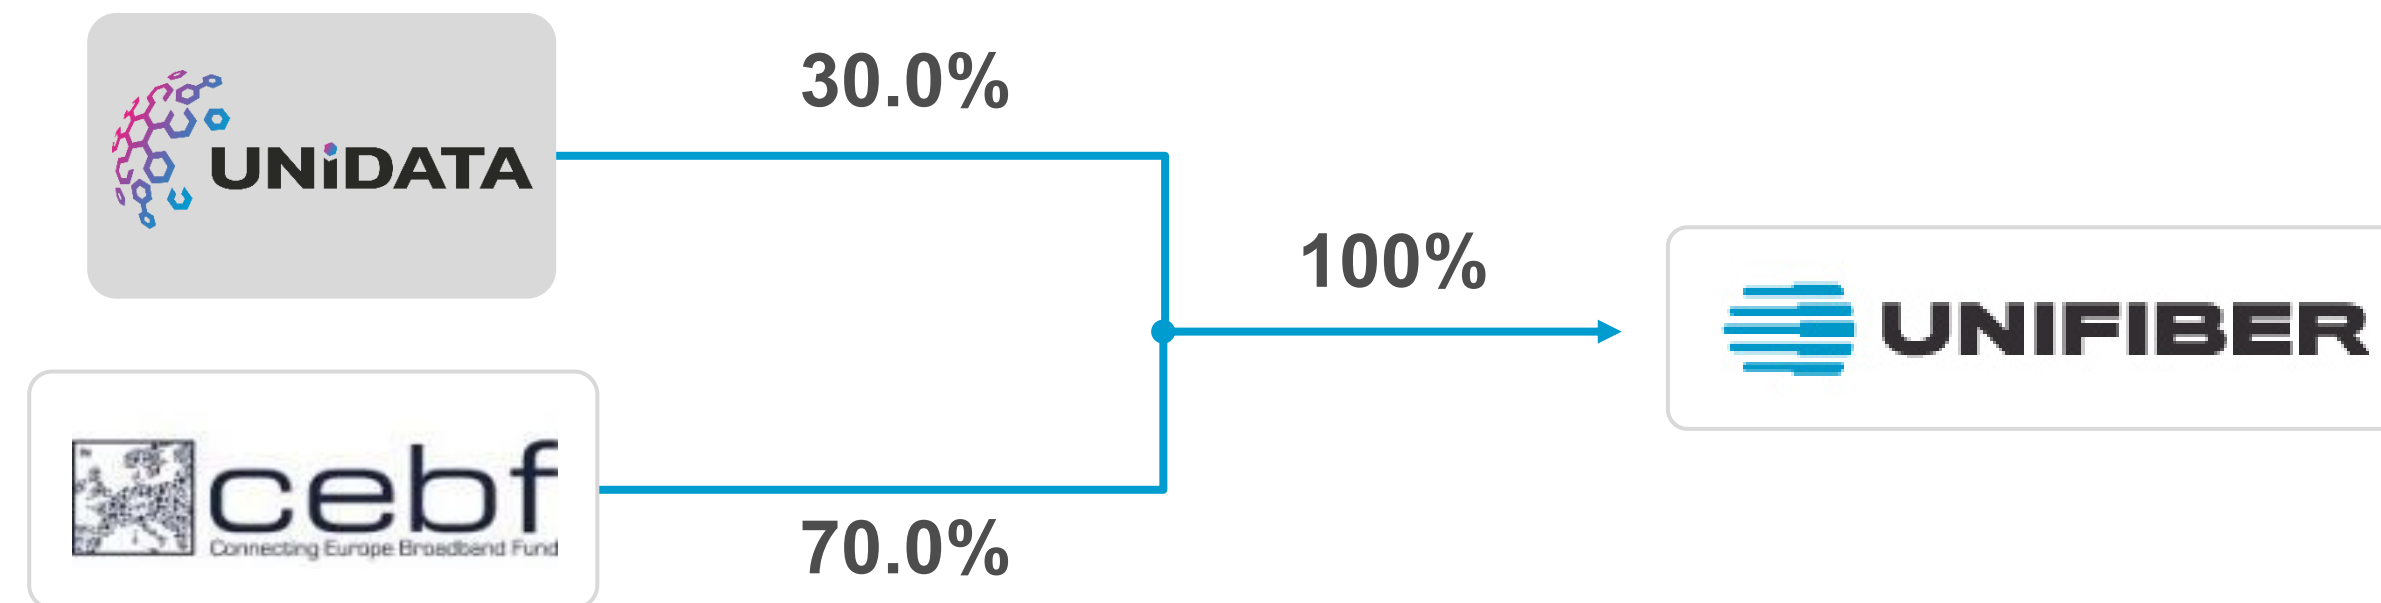 UNiDATA
30.0%
100%
UNIFIBER
cebf
Connecting Europe Broadband Fund
70.0%